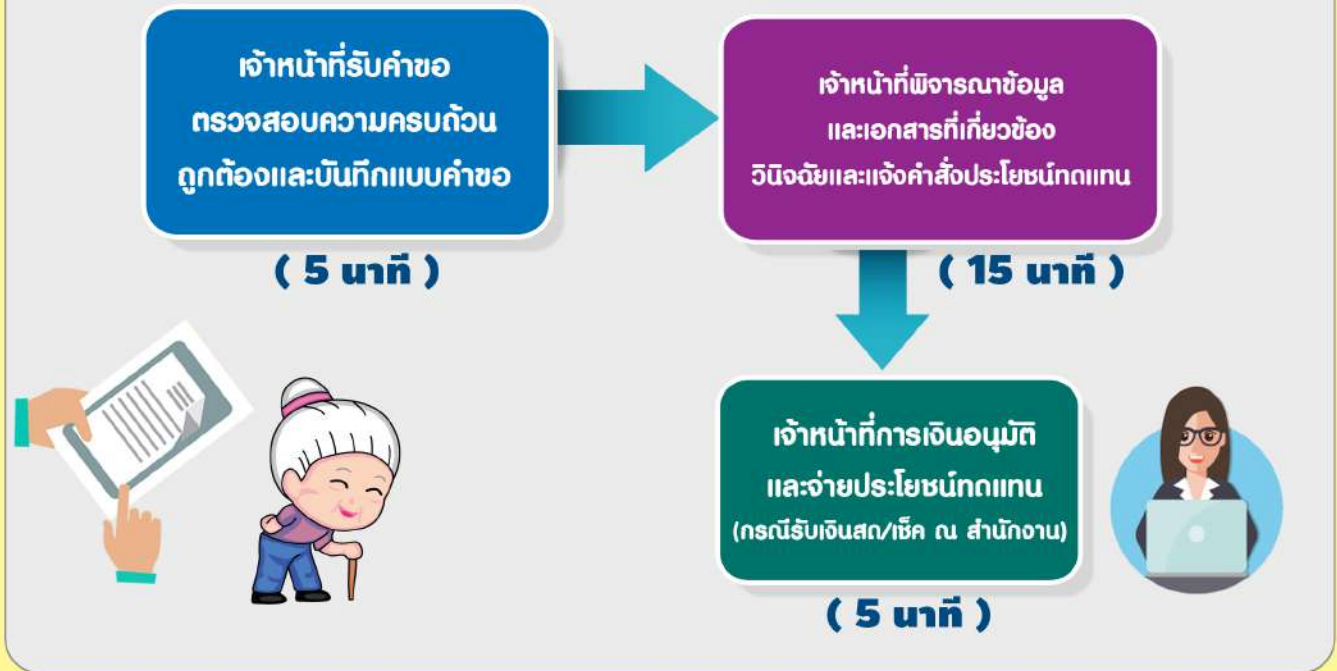 เจ้าหน้าที่รับคำขอ
ตรวจสอบความครบถ้วน
ถูกต้องและบันทึกแบบคำขอ
( 5 นาที )
เจ้าหน้าที่พิจารณาข้อมูล
และเอกสารที่เกี่ยวข้อง
วินิจฉัยและแจ้งคำสั่งประโยชน์ทดแทน
( 15 นาที )
เจ้าหน้าที่การเงินอนุมัติ
และจ่ายประโยชน์ทดแทน
(กรณีรับเงินสด/เช็ค ณ สำนักงาน)
( 5 นาที )